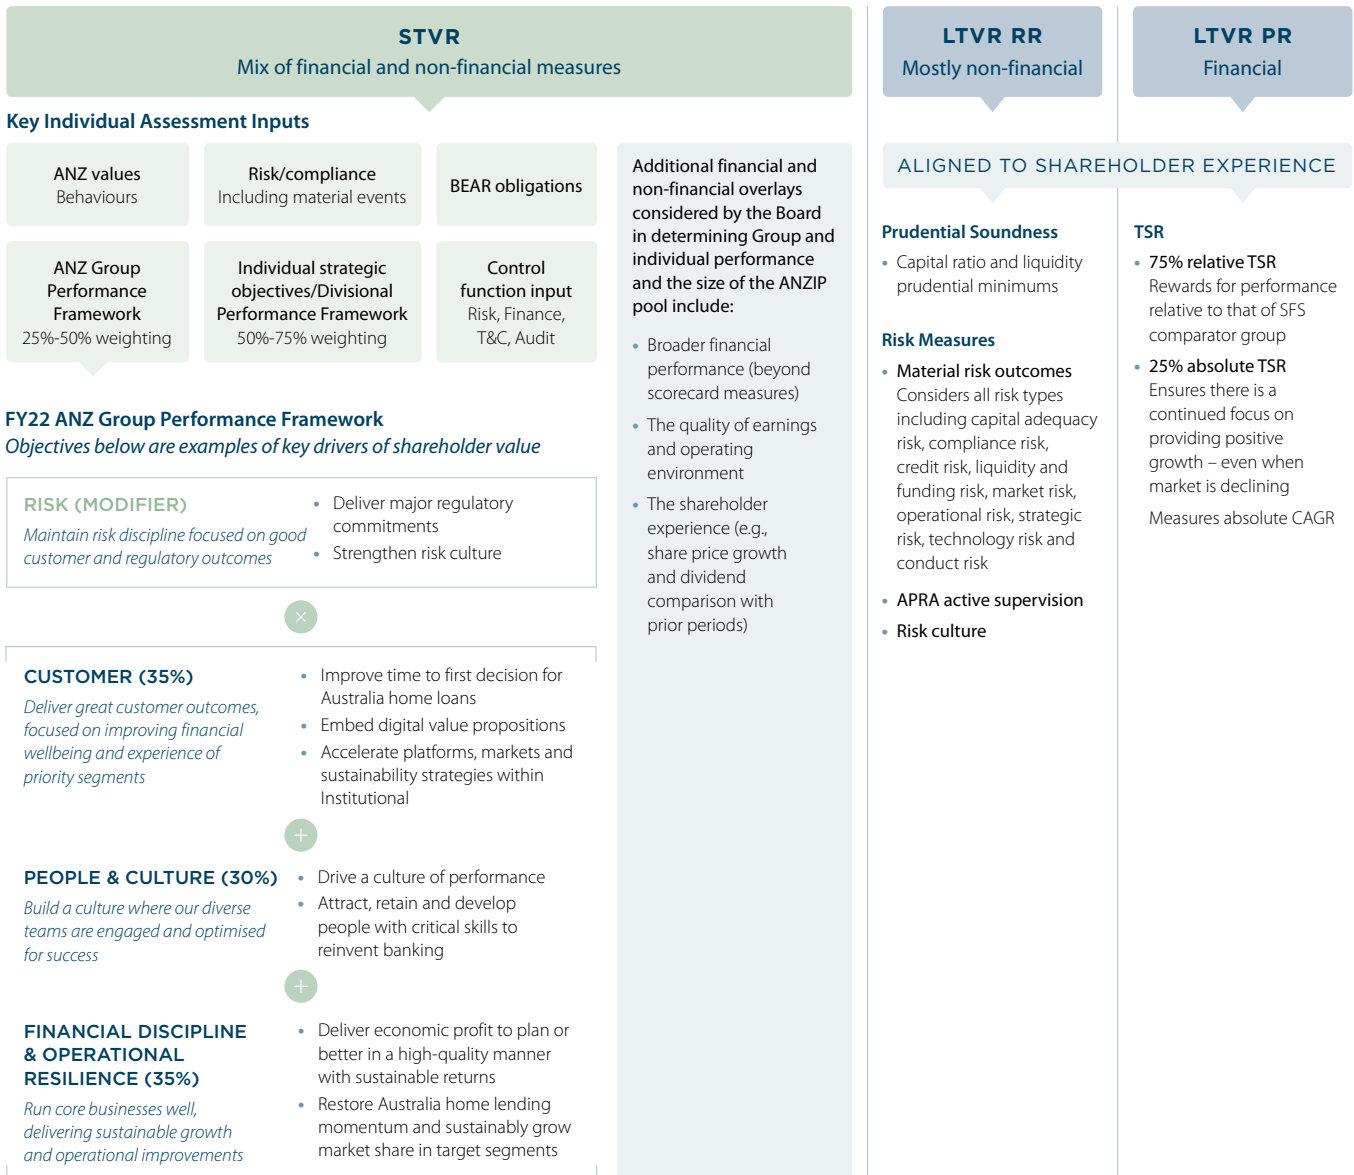 STVR
Mix of financial and non-financial measures
Key Individual Assessment Inputs
ANZ values
Behaviours
Risk/compliance
Including material events
BEAR obligations
ANZ Group
Performance
Framework
25%-50% weighting
Individual strategic
objectives/Divisional
Performance Framework
50%-75% weighting
Control
function input
Risk, Finance,
T&C, Audit
FY22 ANZ Group Performance Framework
Objectives below are examples of key drivers of shareholder value
RISK (MODIFIER)
Maintain risk discipline focused on good
customer and regulatory outcomes
• Deliver major regulatory
commitments
• Strengthen risk culture
×
CUSTOMER (35%)
Deliver great customer outcomes,
focused on improving financial
wellbeing and experience of
priority segments
• Improve time to first decision for
Australia home loans
• Embed digital value propositions
• Accelerate platforms, markets and
sustainability strategies within
Institutional
+
PEOPLE & CULTURE (30%)
Build a culture where our diverse
teams are engaged and optimised
for success
• Drive a culture of performance
• Attract, retain and develop
people with critical skills to
reinvent banking
+
FINANCIAL DISCIPLINE
& OPERATIONAL
RESILIENCE (35%)
Run core businesses well,
delivering sustainable growth
and operational improvements
• Deliver economic profit to plan or
better in a high-quality manner
with sustainable returns
• Restore Australia home lending
momentum and sustainably grow
market share in target segments
Additional financial and
non-financial overlays
considered by the Board
in determining Group and
individual performance
and the size of the ANZIP
pool include:
• Broader financial
performance (beyond
scorecard measures)
• The quality of earnings
and operating
environment
• The shareholder
experience (e.g.,
share price growth
and dividend
comparison with
prior periods)
LTVR RR
Mostly non-financial
LTVR PR
Financial
ALIGNED TO SHAREHOLDER EXPERIENCE
Prudential Soundness
• Capital ratio and liquidity
prudential minimums
Risk Measures
• Material risk outcomes
Considers all risk types
including capital adequacy
risk, compliance risk,
credit risk, liquidity and
funding risk, market risk,
operational risk, strategic
risk, technology risk and
conduct risk
• APRA active supervision
• Risk culture
TSR
• 75% relative TSR
Rewards for performance
relative to that of SFS
comparator group
• 25% absolute TSR
Ensures there is a
continued focus on
providing positive
growth – even when
market is declining
Measures absolute CAGR